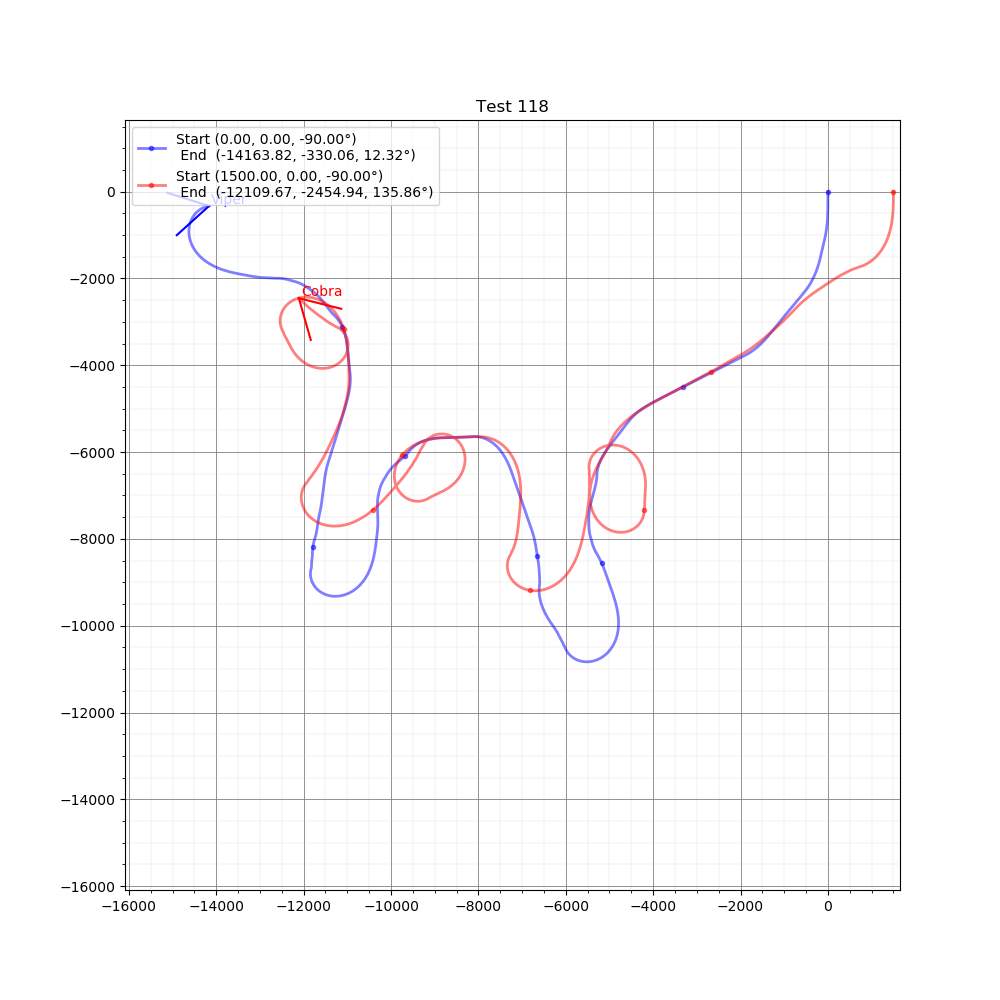 Test 118
Start (0.00, 0.00, -90.00°)
End (-14163.82, -330.06, 12.32°)
Start (1500.00, 0.00, -90.00°)
End (-12109.67, -2454.94, 135.86°)
Viper
Cobra
0
−2000
−4000
−6000
−8000
−10000
−12000
−14000
−16000
−16000 −14000 −12000 −10000 −8000 −6000 −4000 −2000 0